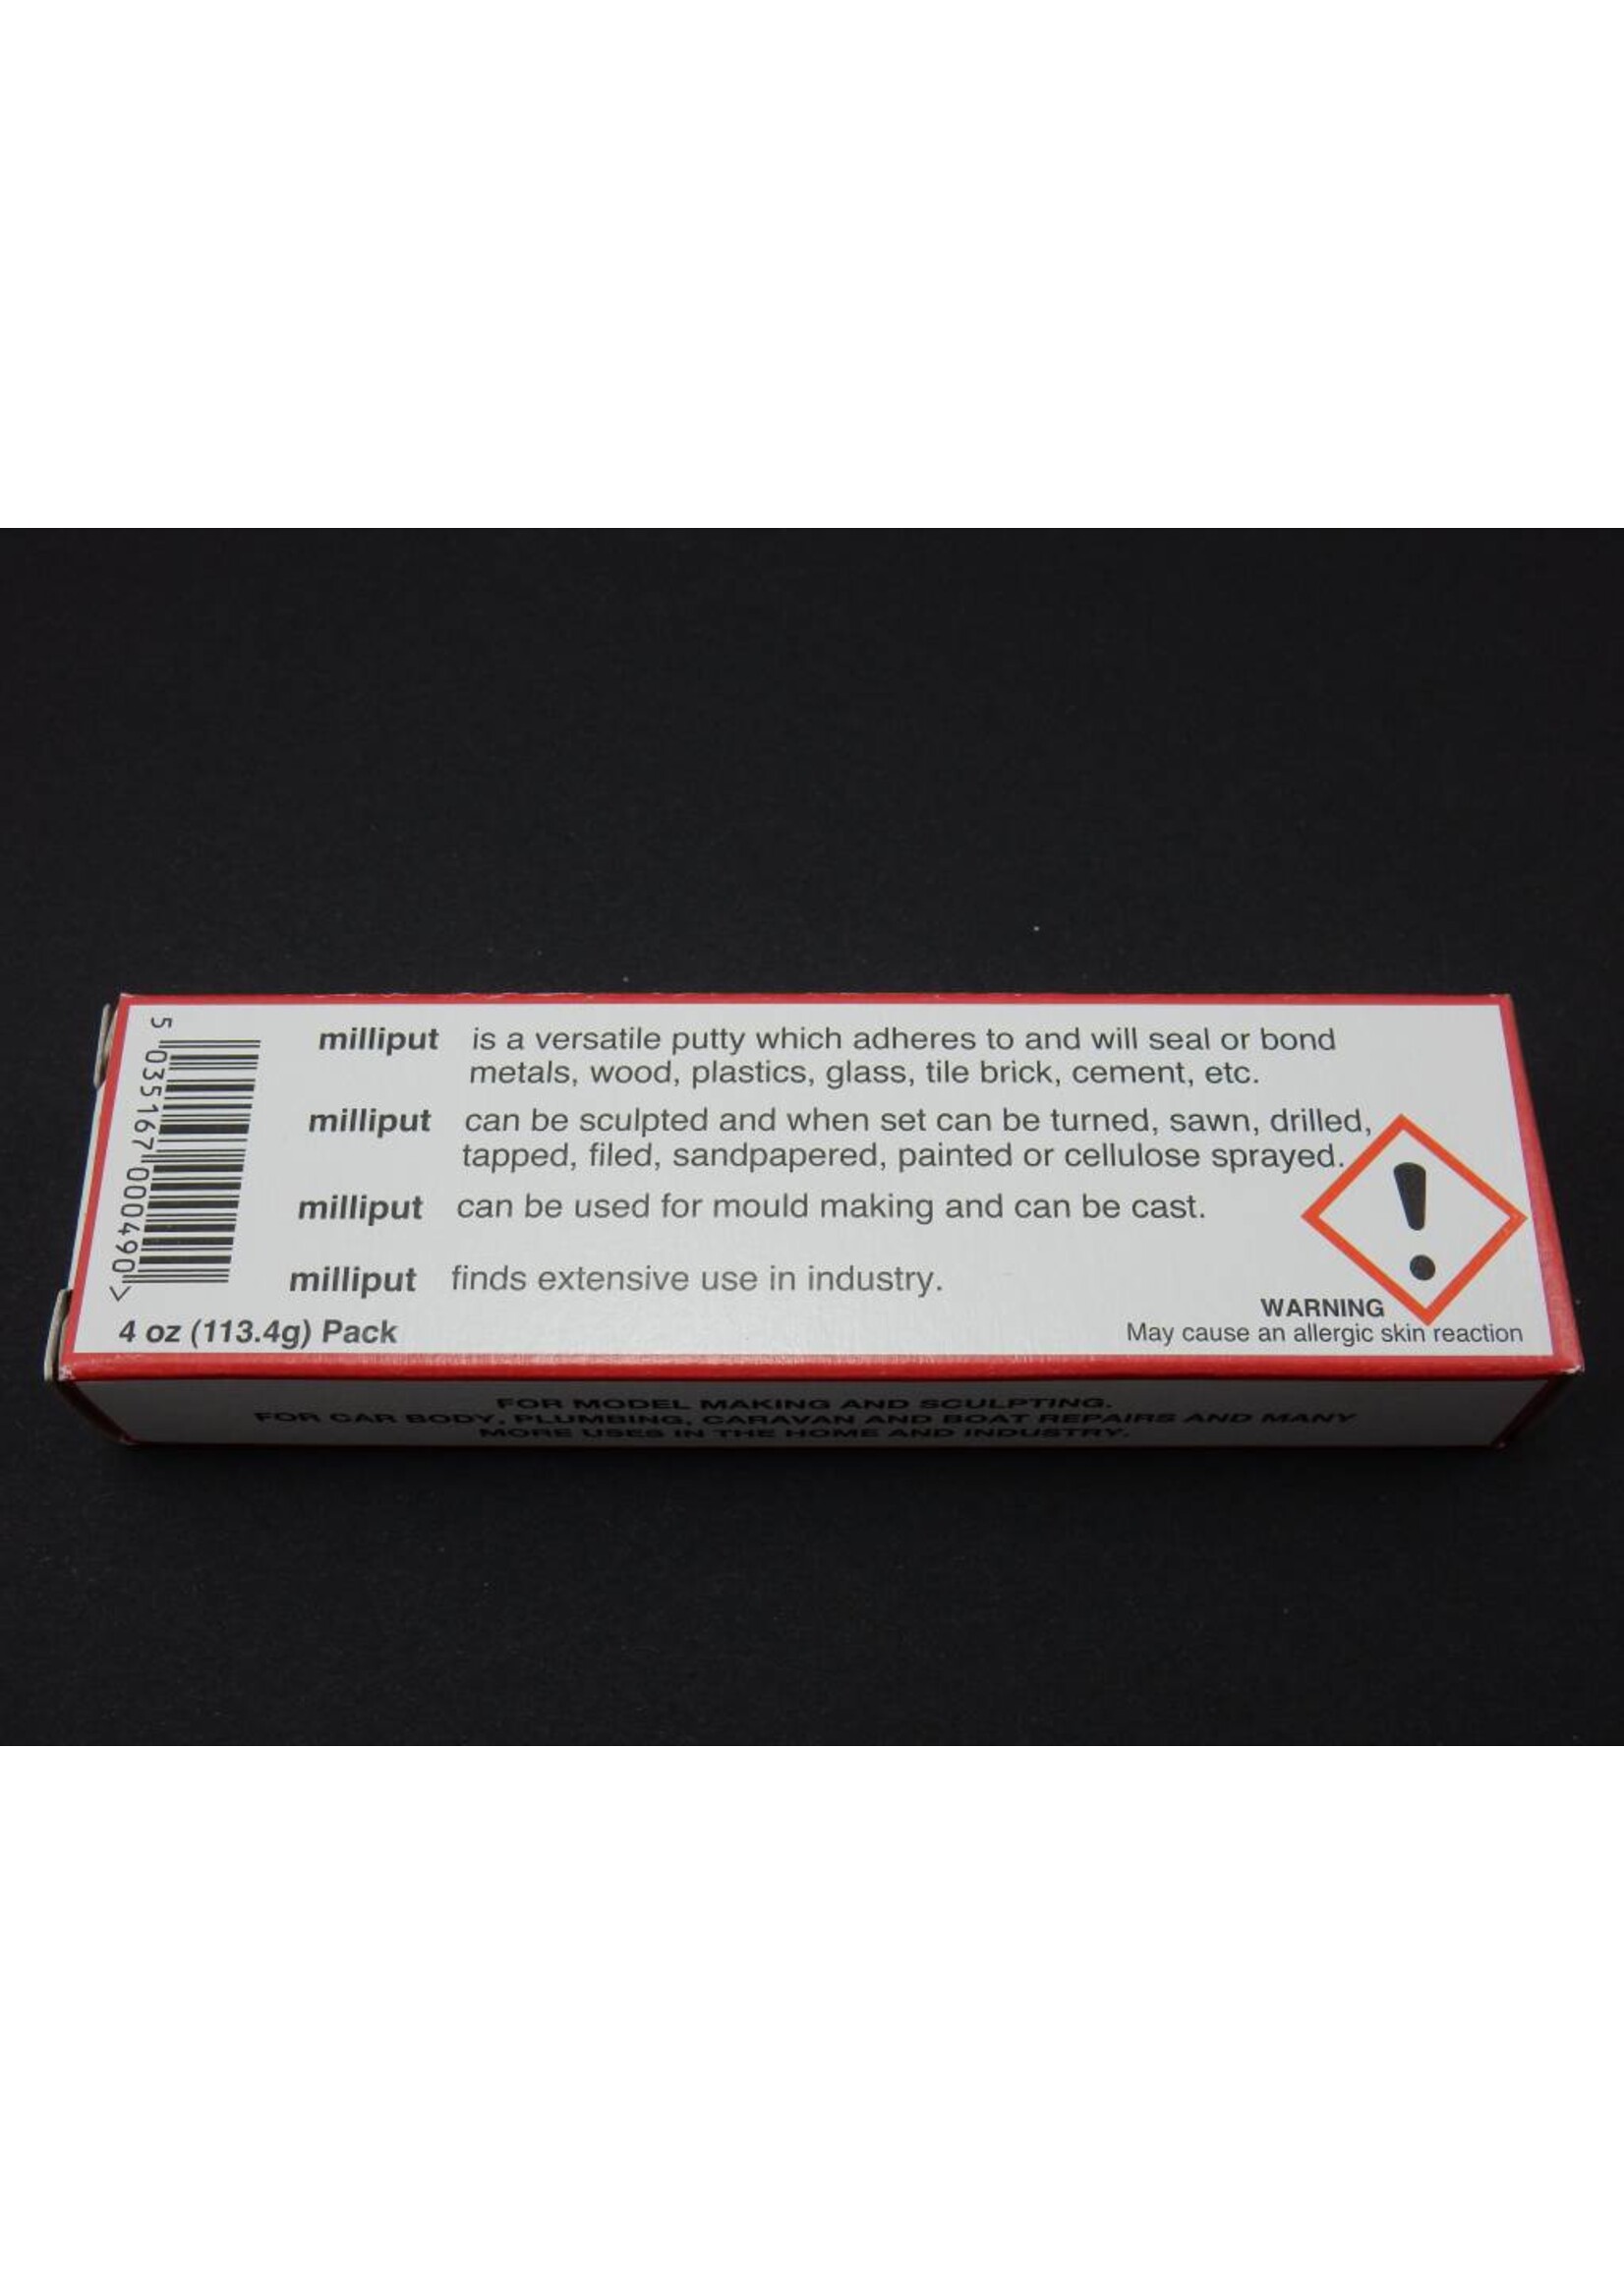 5 035167 000490 >
milliput is a versatile putty which adheres to and will seal or bond
metals, wood, plastics, glass, tile brick, cement, etc.
milliput can be sculpted and when set can be turned, sawn, drilled,
tapped, filed, sandpapered, painted or cellulose sprayed.
milliput can be used for mould making and can be cast.
milliput finds extensive use in industry.
4 oz (113.4g) Pack
WARNING
May cause an allergic skin reaction
FOR MODEL MAKING AND SCULPTING.
FOR CAR BODY, PLUMBING, CARAVAN AND BOAT REPAIRS AND MANY
MORE USES IN THE HOME AND INDUSTRY.